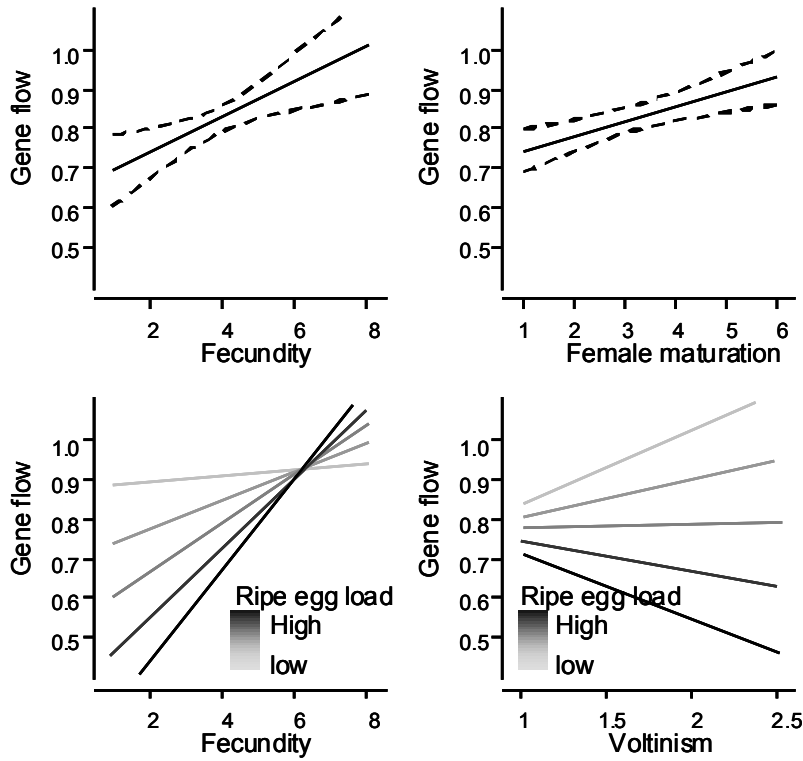 Gene flow
1.0
0.9
0.8
0.7
0.6
0.5
2 4 6 8
Fecundity
Gene flow
1.0
0.9
0.8
0.7
0.6
0.5
1 2 3 4 5 6
Female maturation
Gene flow
1.0
0.9
0.8
0.7
0.6
0.5
Ripe egg load
High
low
2 4 6 8
Fecundity
Gene flow
1.0
0.9
0.8
0.7
0.6
0.5
Ripe egg load
High
low
1 1.5 2 2.5
Voltinism